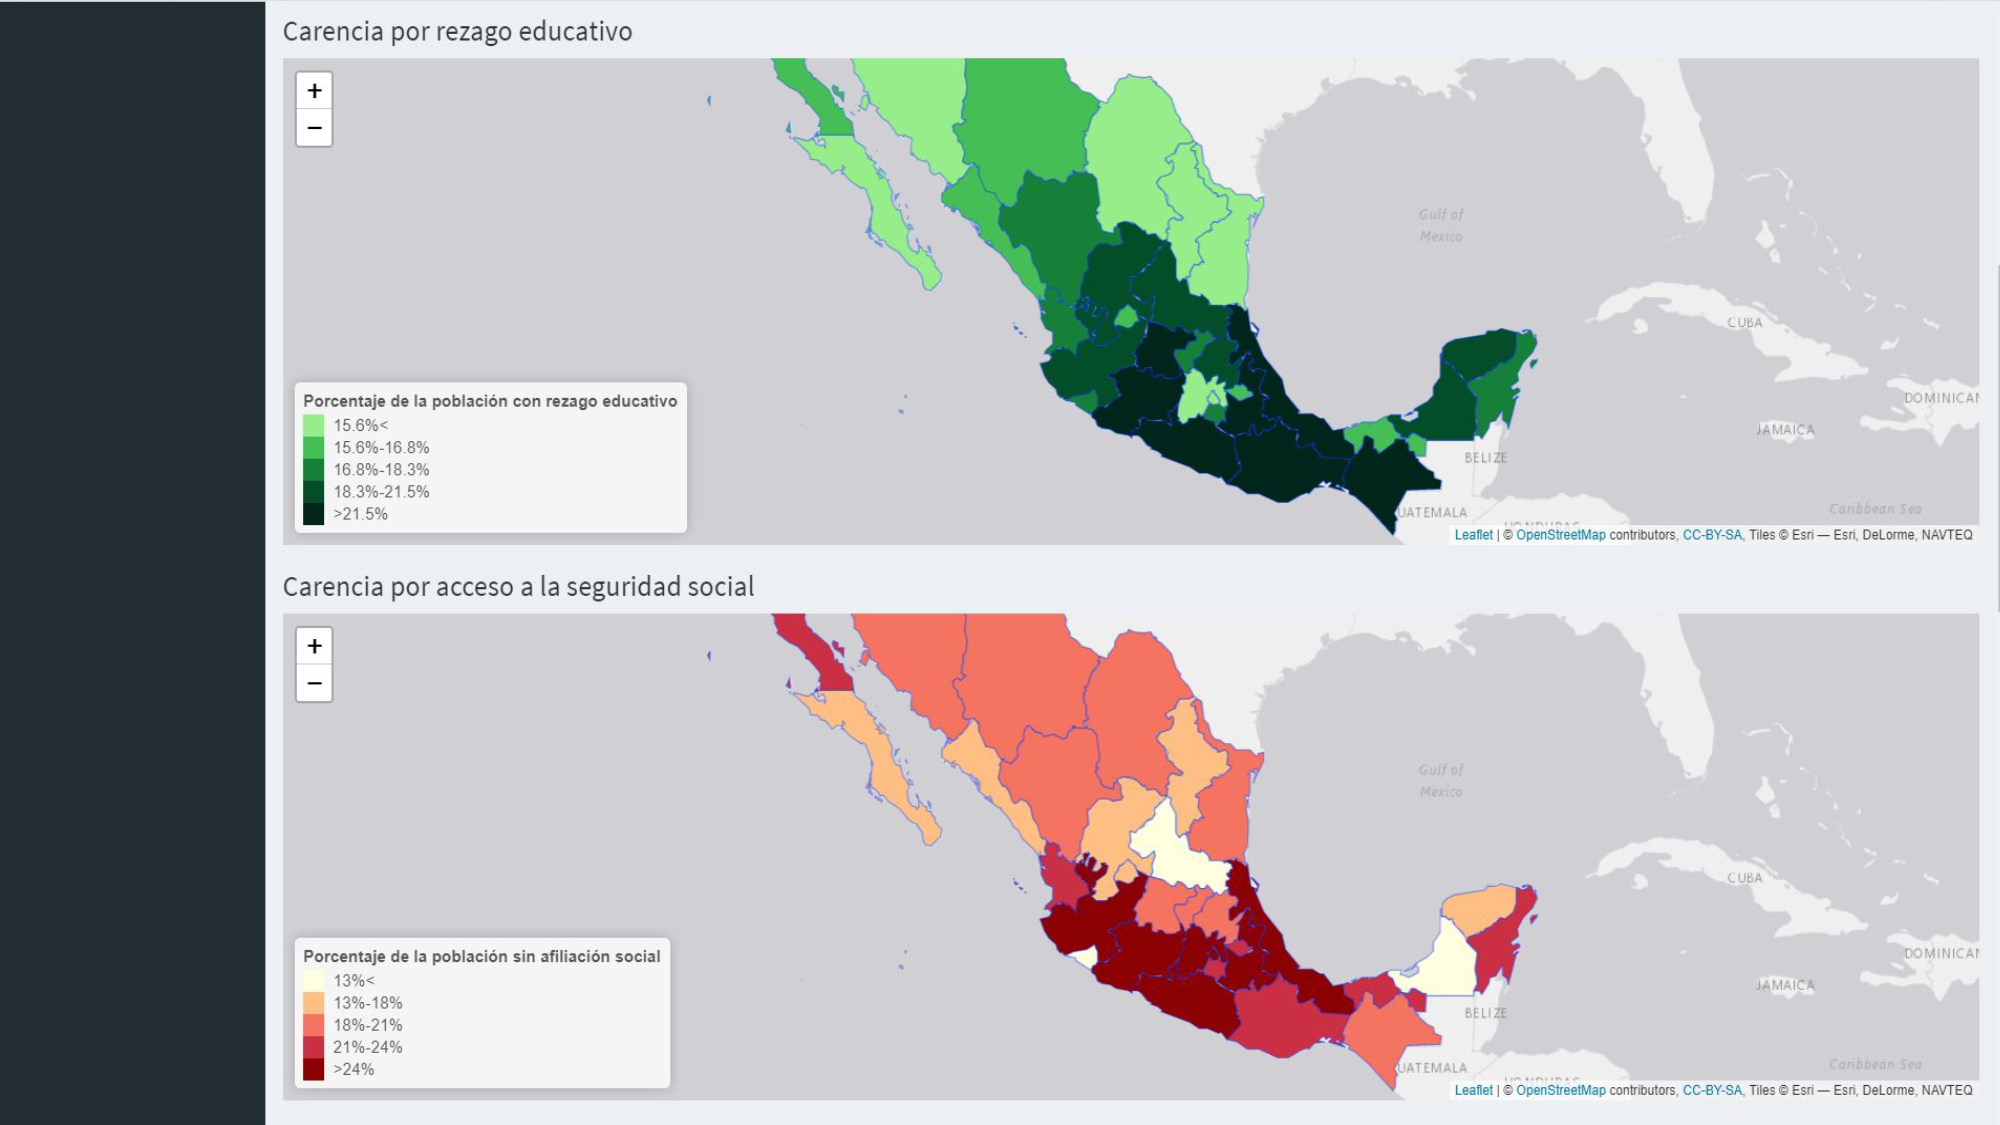 Carencia por rezago educativo
+
−
Gulf of
Mexico
CUBA
DOMINICAN
JAMAICA
BELIZE
Porcentaje de la población con rezago educativo
15.6%<
15.6%-16.8%
16.8%-18.3%
18.3%-21.5%
>21.5%
UATEMALA
Caribbean Sea
HONDURAS
Leaflet | © OpenStreetMap contributors, CC-BY-SA, Tiles © Esri — Esri, DeLorme, NAVTEQ
Carencia por acceso a la seguridad social
+
−
Gulf of
Mexico
CUBA
DOMINICAN
JAMAICA
BELIZE
Porcentaje de la población sin afiliación social
13%<
13%-18%
18%-21%
21%-24%
>24%
UATEMALA
Caribbean Sea
HONDURAS
Leaflet | © OpenStreetMap contributors, CC-BY-SA, Tiles © Esri — Esri, DeLorme, NAVTEQ